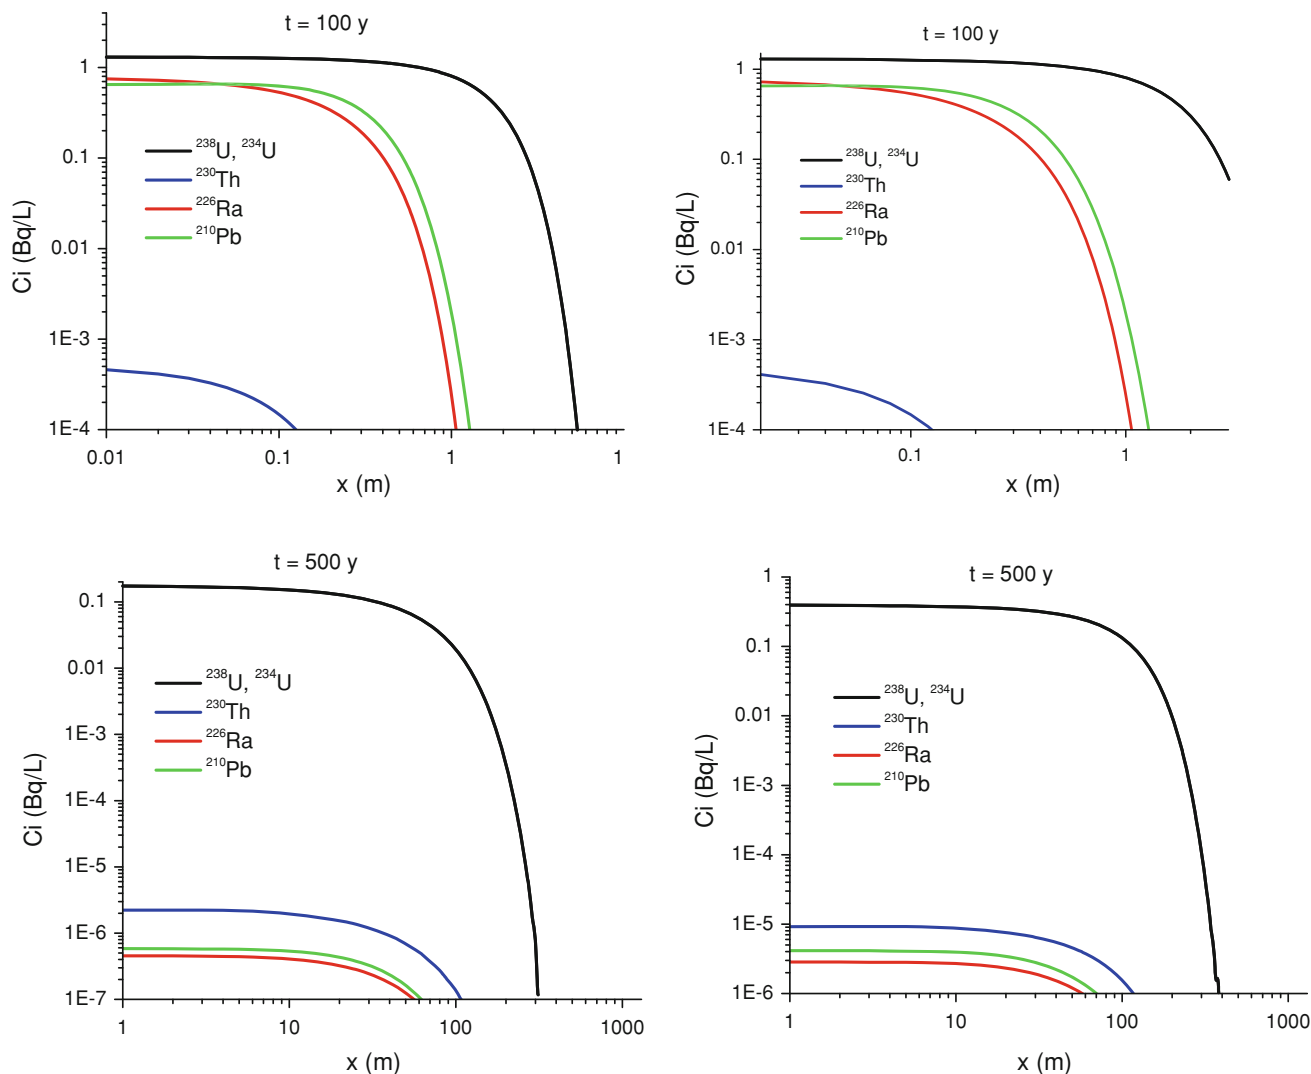 t = 100 y
Ci (Bq/L)
1
0.1
0.01
1E-3
1E-4
²³⁸U, ²³⁴U
²³⁰Th
²²⁶Ra
²¹⁰Pb
0.01
0.1
1
1
x (m)
t = 100 y
Ci (Bq/L)
1
0.1
0.01
1E-3
1E-4
²³⁸U, ²³⁴U
²³⁰Th
²²⁶Ra
²¹⁰Pb
0.1
1
x (m)
t = 500 y
Ci (Bq/L)
0.1
0.01
1E-3
1E-4
1E-5
1E-6
1E-7
²³⁸U, ²³⁴U
²³⁰Th
²²⁶Ra
²¹⁰Pb
1
10
100
1000
x (m)
t = 500 y
Ci (Bq/L)
1
0.1
0.01
1E-3
1E-4
1E-5
1E-6
²³⁸U, ²³⁴U
²³⁰Th
²²⁶Ra
²¹⁰Pb
1
10
100
1000
x (m)